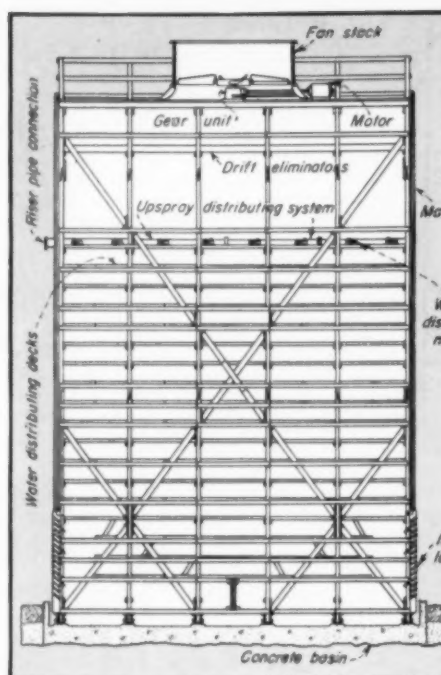 Fan stack
Gear unit
Motor
Drift eliminators
Riser pipe connection
Upspray distributing system
Water distributing decks
Concrete basin